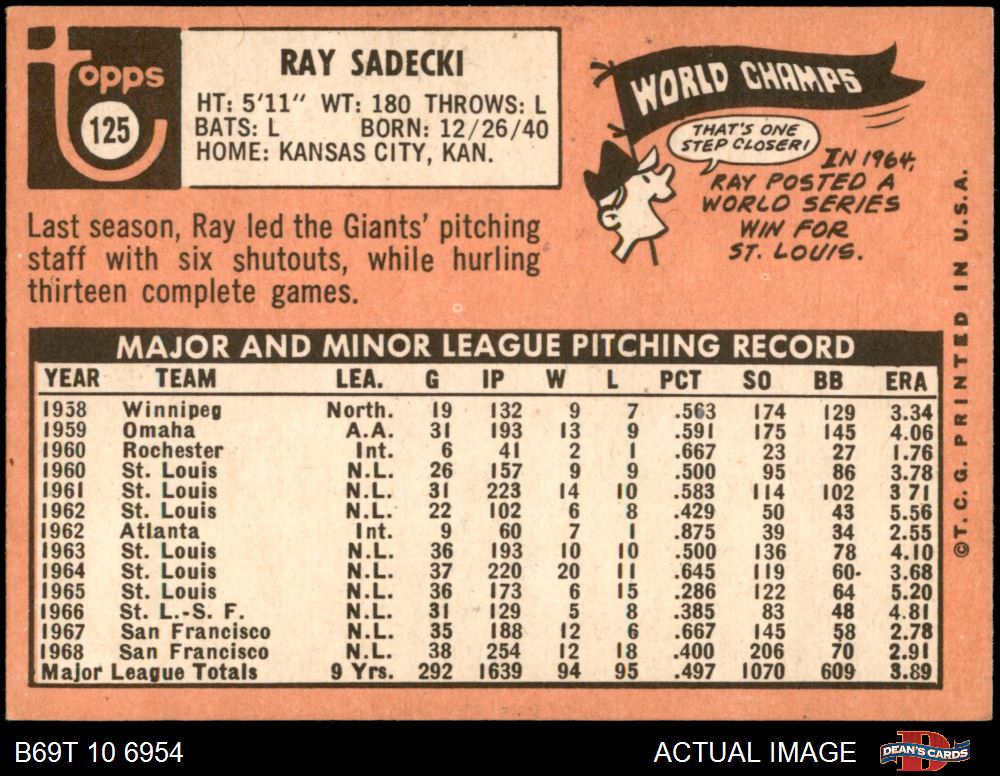 topps
125
RAY SADECKI
HT: 5'11" WT: 180 THROWS: L
BATS: L BORN: 12/26/40
HOME: KANSAS CITY, KAN.
WORLD CHAMPS
THAT'S ONE
STEP CLOSER!
IN 1964,
RAY POSTED A
WORLD SERIES
WIN FOR
ST. LOUIS.
Last season, Ray led the Giants' pitching
staff with six shutouts, while hurling
thirteen complete games.
MAJOR AND MINOR LEAGUE PITCHING RECORD
YEAR TEAM LEA. G IP W L PCT SO BB ERA
1958 Winnipeg North. 19 132 9 7 .563 174 129 3.34
1959 Omaha A.A. 31 193 13 9 .591 175 145 4.06
1960 Rochester Int. 6 41 2 1 .667 23 27 1.76
1960 St. Louis N.L. 26 157 9 9 .500 95 86 3.78
1961 St. Louis N.L. 31 223 14 10 .583 114 102 3.71
1962 St. Louis N.L. 22 102 6 8 .429 50 43 5.56
1962 Atlanta Int. 9 60 7 1 .875 39 34 2.55
1963 St. Louis N.L. 36 193 10 10 .500 136 78 4.10
1964 St. Louis N.L. 37 220 20 11 .645 119 60 3.68
1965 St. Louis N.L. 36 173 6 15 .286 122 64 5.20
1966 St. L.-S. F. N.L. 31 129 5 8 .385 83 48 4.81
1967 San Francisco N.L. 35 188 12 6 .667 145 58 2.78
1968 San Francisco N.L. 38 254 12 18 .400 206 70 2.91
Major League Totals 9 Yrs. 292 1639 94 95 .497 1070 609 3.89
©T. C. G. PRINTED IN U.S.A.
B69T 10 6954
ACTUAL IMAGE
D
DEAN'S CARDS